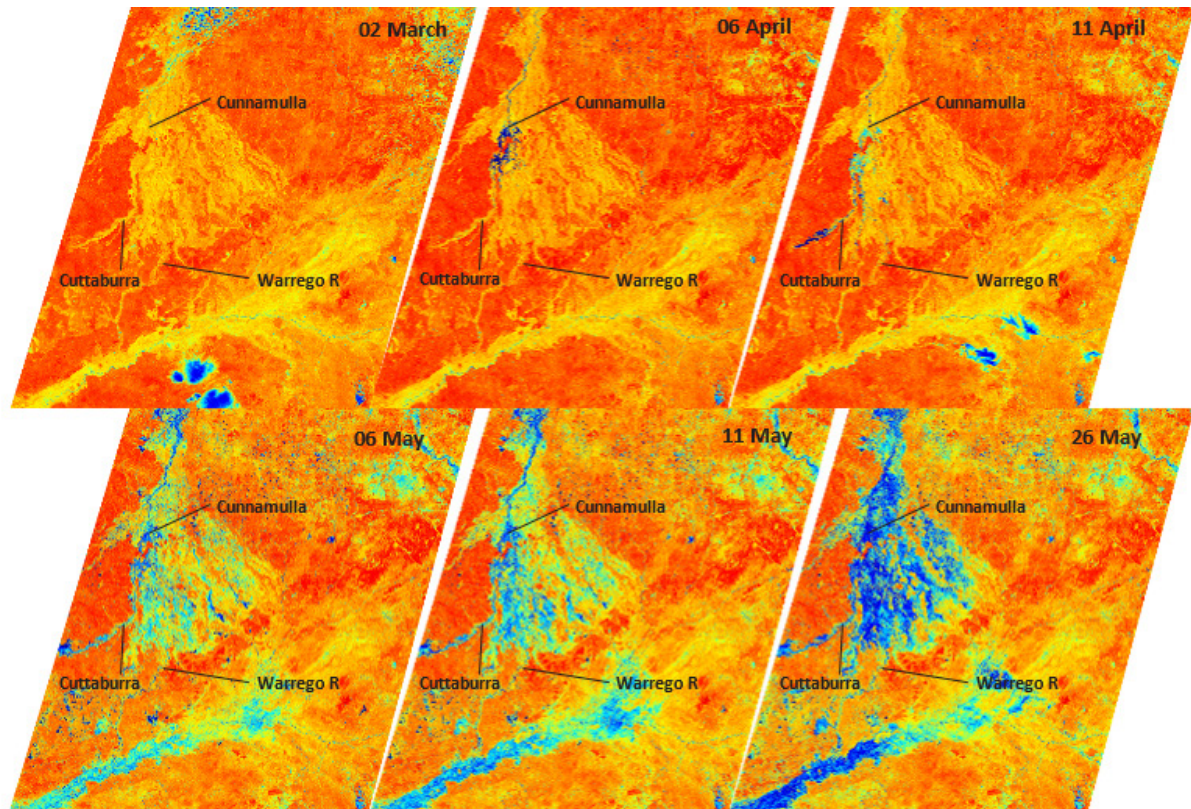 02 March
06 April
11 April
Cunnamulla
Cunnamulla
Cunnamulla
Cuttaburra
Warrego R
Cuttaburra
Warrego R
Cuttaburra
Warrego R
06 May
11 May
26 May
Cunnamulla
Cunnamulla
Cunnamulla
Cuttaburra
Warrego R
Cuttaburra
Warrego R
Cuttaburra
Warrego R